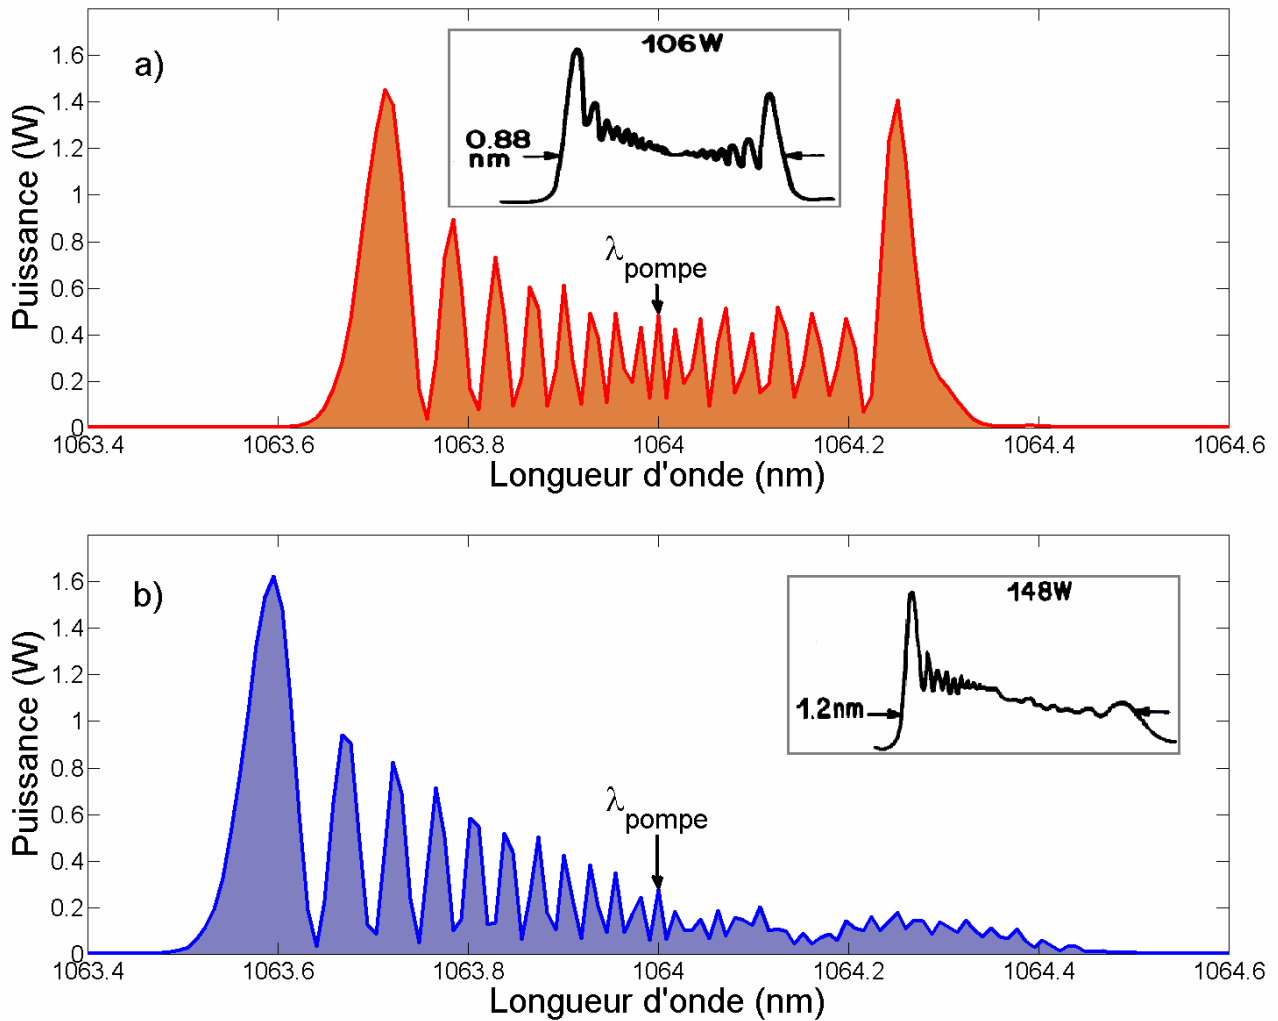 a)
106W
0.88
nm
λpompe
Puissance (W)
1.6
1.4
1.2
1
0.8
0.6
0.4
0.2
0
1063.4 1063.6 1063.8 1064 1064.2 1064.4 1064.6
Longueur d'onde (nm)
b)
148W
1.2nm
λpompe
Puissance (W)
1.6
1.4
1.2
1
0.8
0.6
0.4
0.2
0
1063.4 1063.6 1063.8 1064 1064.2 1064.4 1064.6
Longueur d'onde (nm)